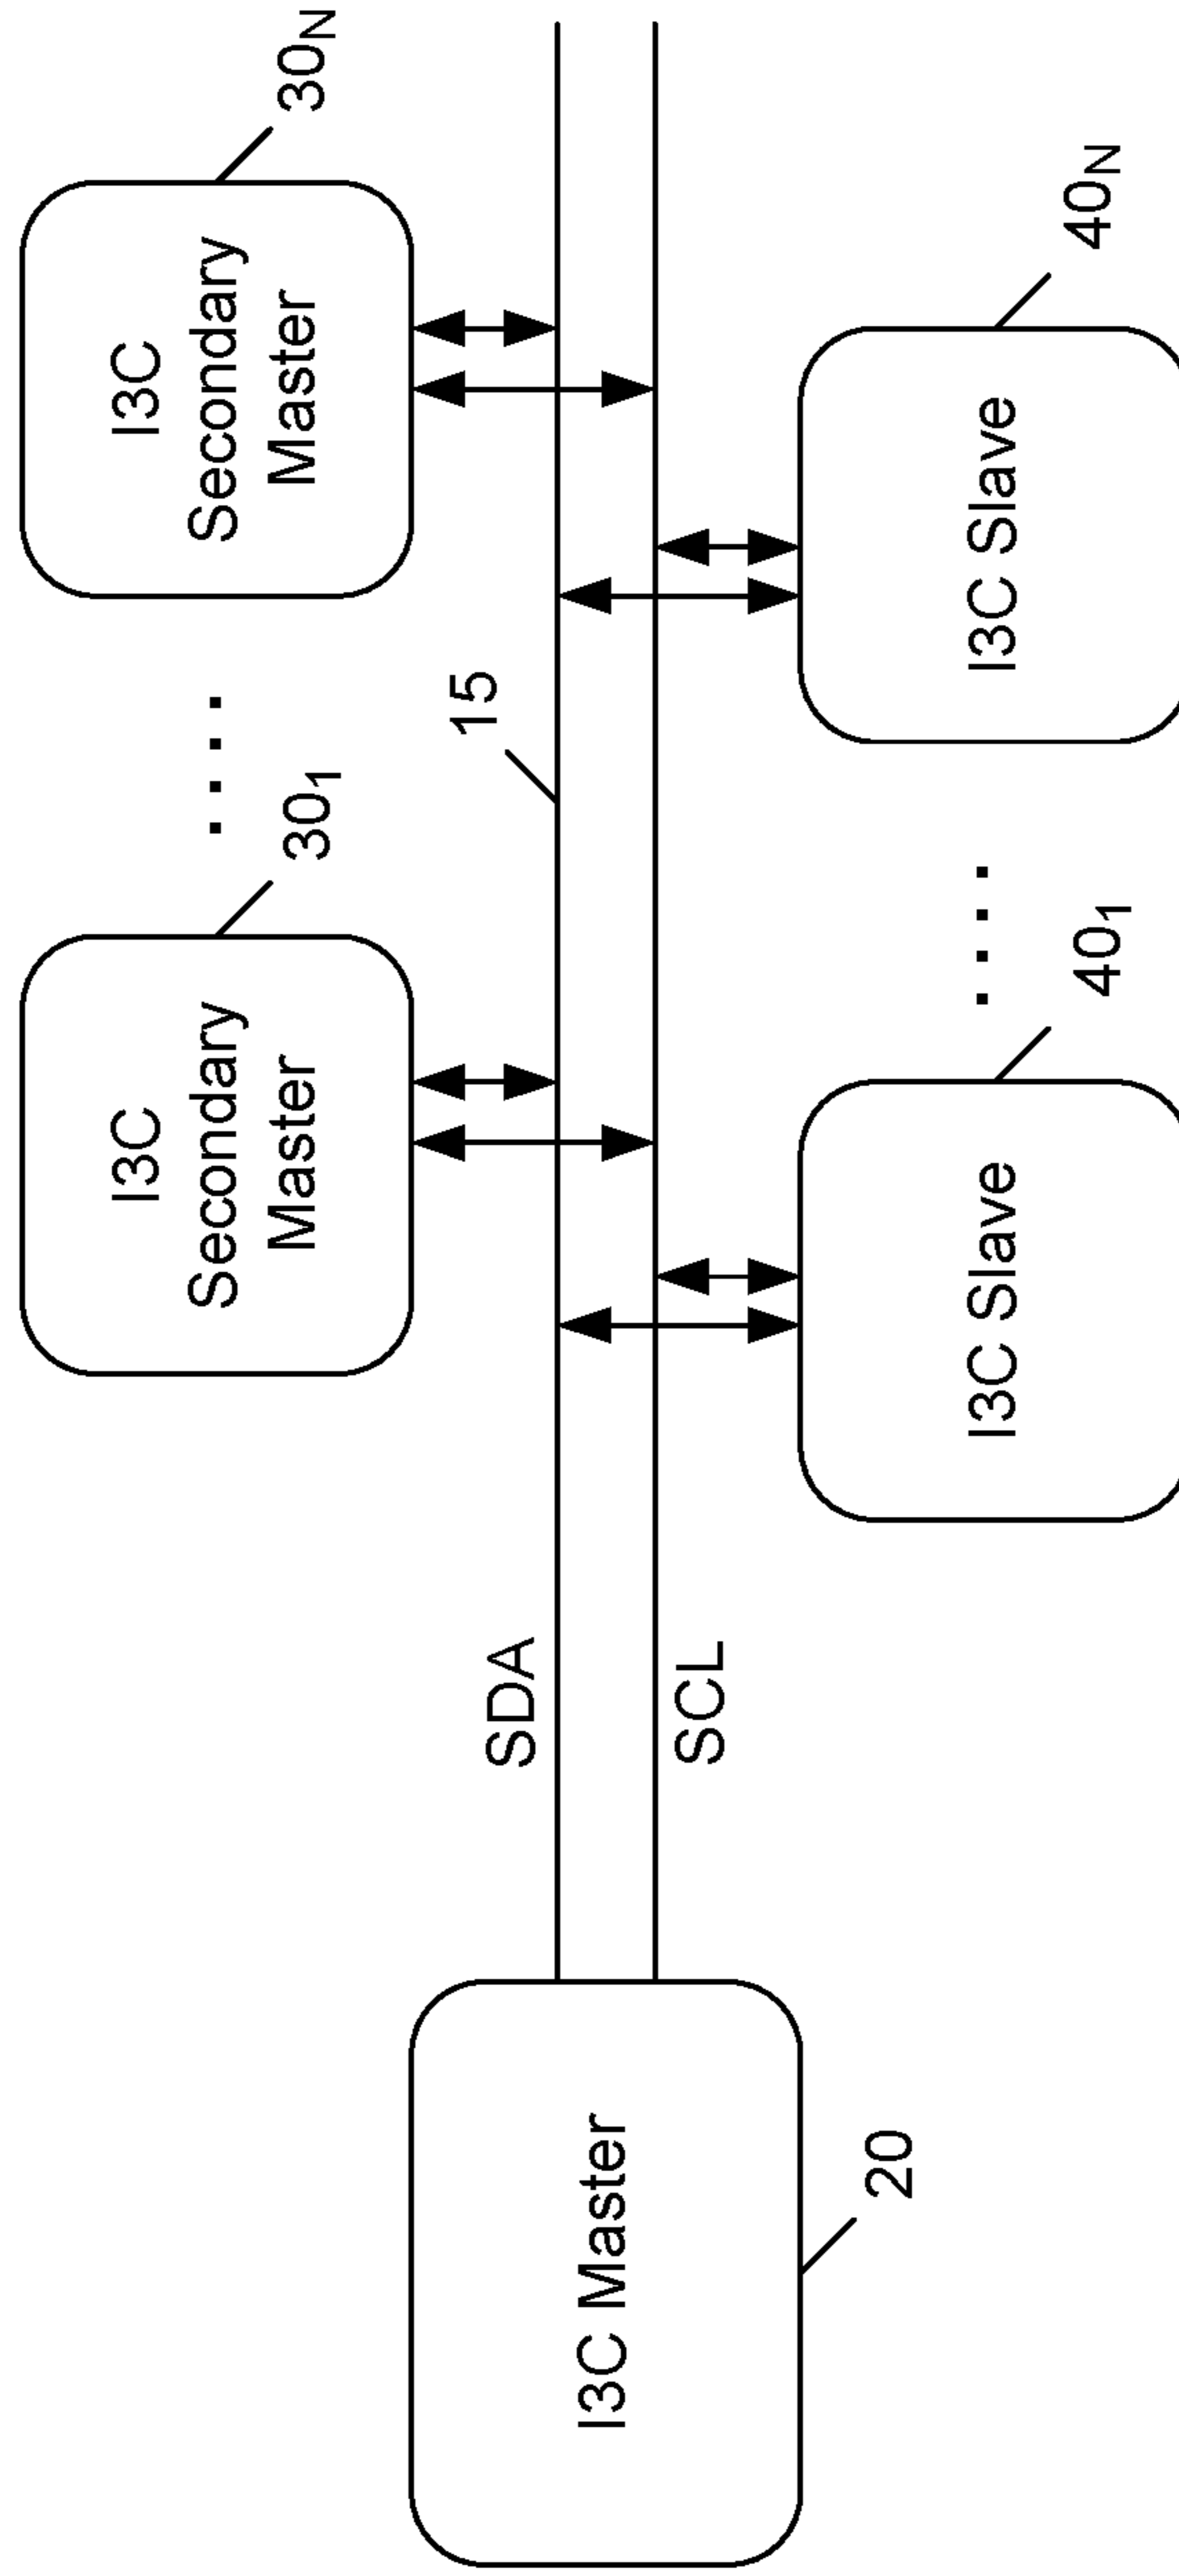 I3C
Secondary
Master
30₁
. . . .
I3C
Secondary
Master
30N
15
SDA
SCL
I3C Master
20
I3C Slave
40₁
. . . .
I3C Slave
40N